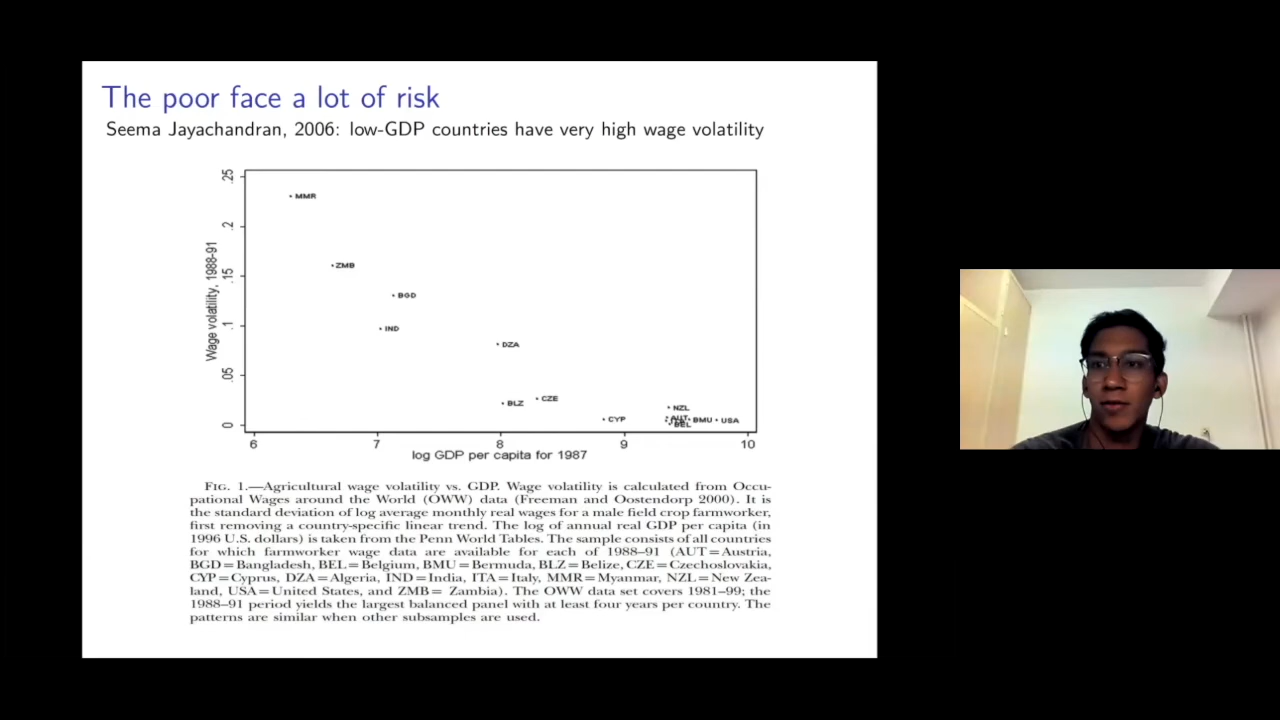 The poor face a lot of risk
Seema Jayachandran, 2006: low-GDP countries have very high wage volatility
.25
.2
.15
.1
.05
0
Wage volatility, 1988-91
MMR
ZMB
BGD
IND
DZA
BLZ
CZE
CYP
NZL
AUT
BMU
USA
BEL
6
7
8
9
10
log GDP per capita for 1987
FIG. 1.—Agricultural wage volatility vs. GDP. Wage volatility is calculated from Occu-
pational Wages around the World (OWW) data (Freeman and Oostendorp 2000). It is
the standard deviation of log average monthly real wages for a male field crop farmworker,
first removing a country-specific linear trend. The log of annual real GDP per capita (in
1996 U.S. dollars) is taken from the Penn World Tables. The sample consists of all countries
for which farmworker wage data are available for each of 1988–91 (AUT = Austria,
BGD = Bangladesh, BEL = Belgium, BMU = Bermuda, BLZ = Belize, CZE = Czechoslovakia,
CYP = Cyprus, DZA = Algeria, IND = India, ITA = Italy, MMR = Myanmar, NZL = New Zea-
land, USA = United States, and ZMB = Zambia). The OWW data set covers 1981–99; the
1988–91 period yields the largest balanced panel with at least four years per country. The
patterns are similar when other subsamples are used.